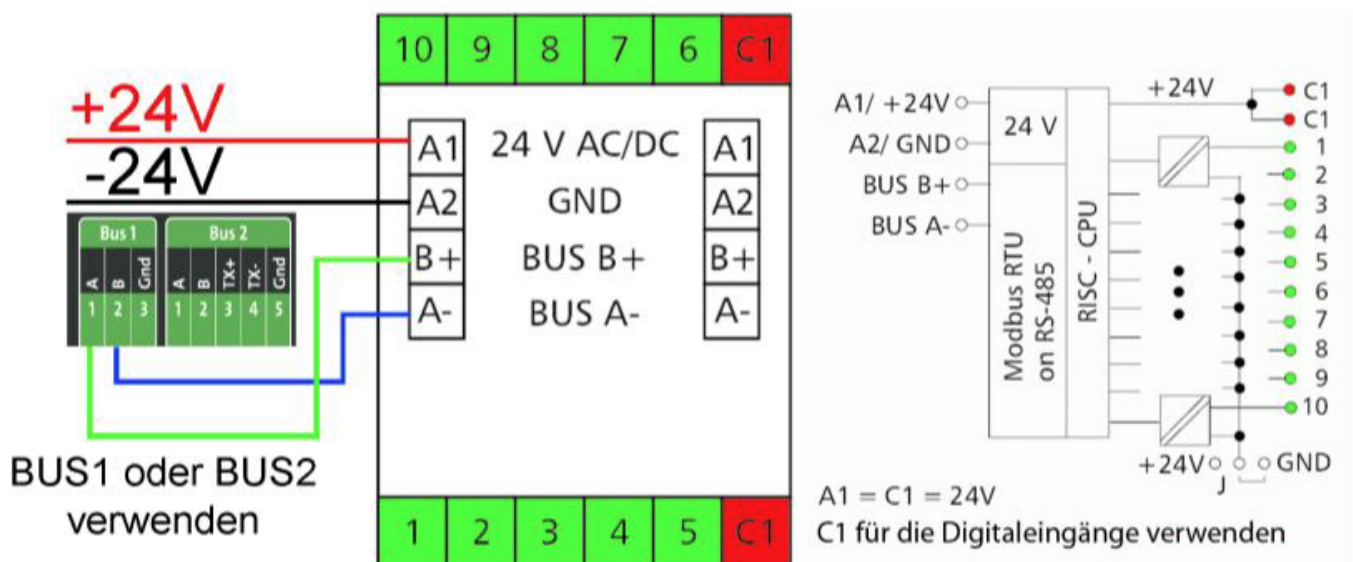 10 9 8 7 6 C1
+24V
-24V
A1 24 V AC/DC A1
A2 GND A2
B+ BUS B+ B+
A- BUS A- A-
Bus 1 Bus 2
A B Gnd A B TX+ TX- Gnd
1 2 3 1 2 3 4 5
BUS1 oder BUS2
verwenden
1 2 3 4 5 C1
A1/ +24V
A2/ GND
BUS B+
BUS A-
24 V
Modbus RTU
on RS-485
RISC - CPU
+24V
C1
C1
1
2
3
4
5
6
7
8
9
10
+24V GND
J
A1 = C1 = 24V
C1 für die Digitaleingänge verwenden